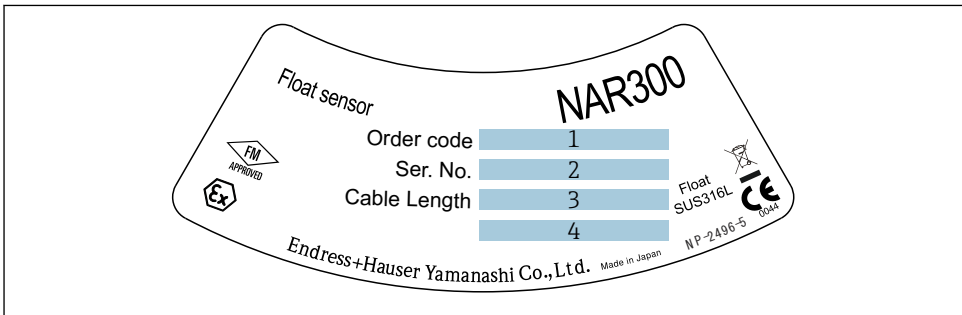 Float sensor
NAR300
Order code 1
Ser. No. 2
Cable Length 3
4
FM
APPROVED
Ex
Float
SUS316L
CE
0044
NP-2496-5
Endress+Hauser Yamanashi Co.,Ltd. Made in Japan